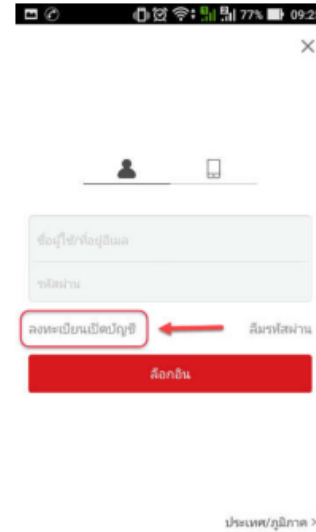 77% 09:2
ชื่อผู้ใช้/ที่อยู่อีเมล
รหัสผ่าน
ลงทะเบียนเปิดบัญชี ลืมรหัสผ่าน
ล็อกอิน
ประเทศ/ภูมิภาค >